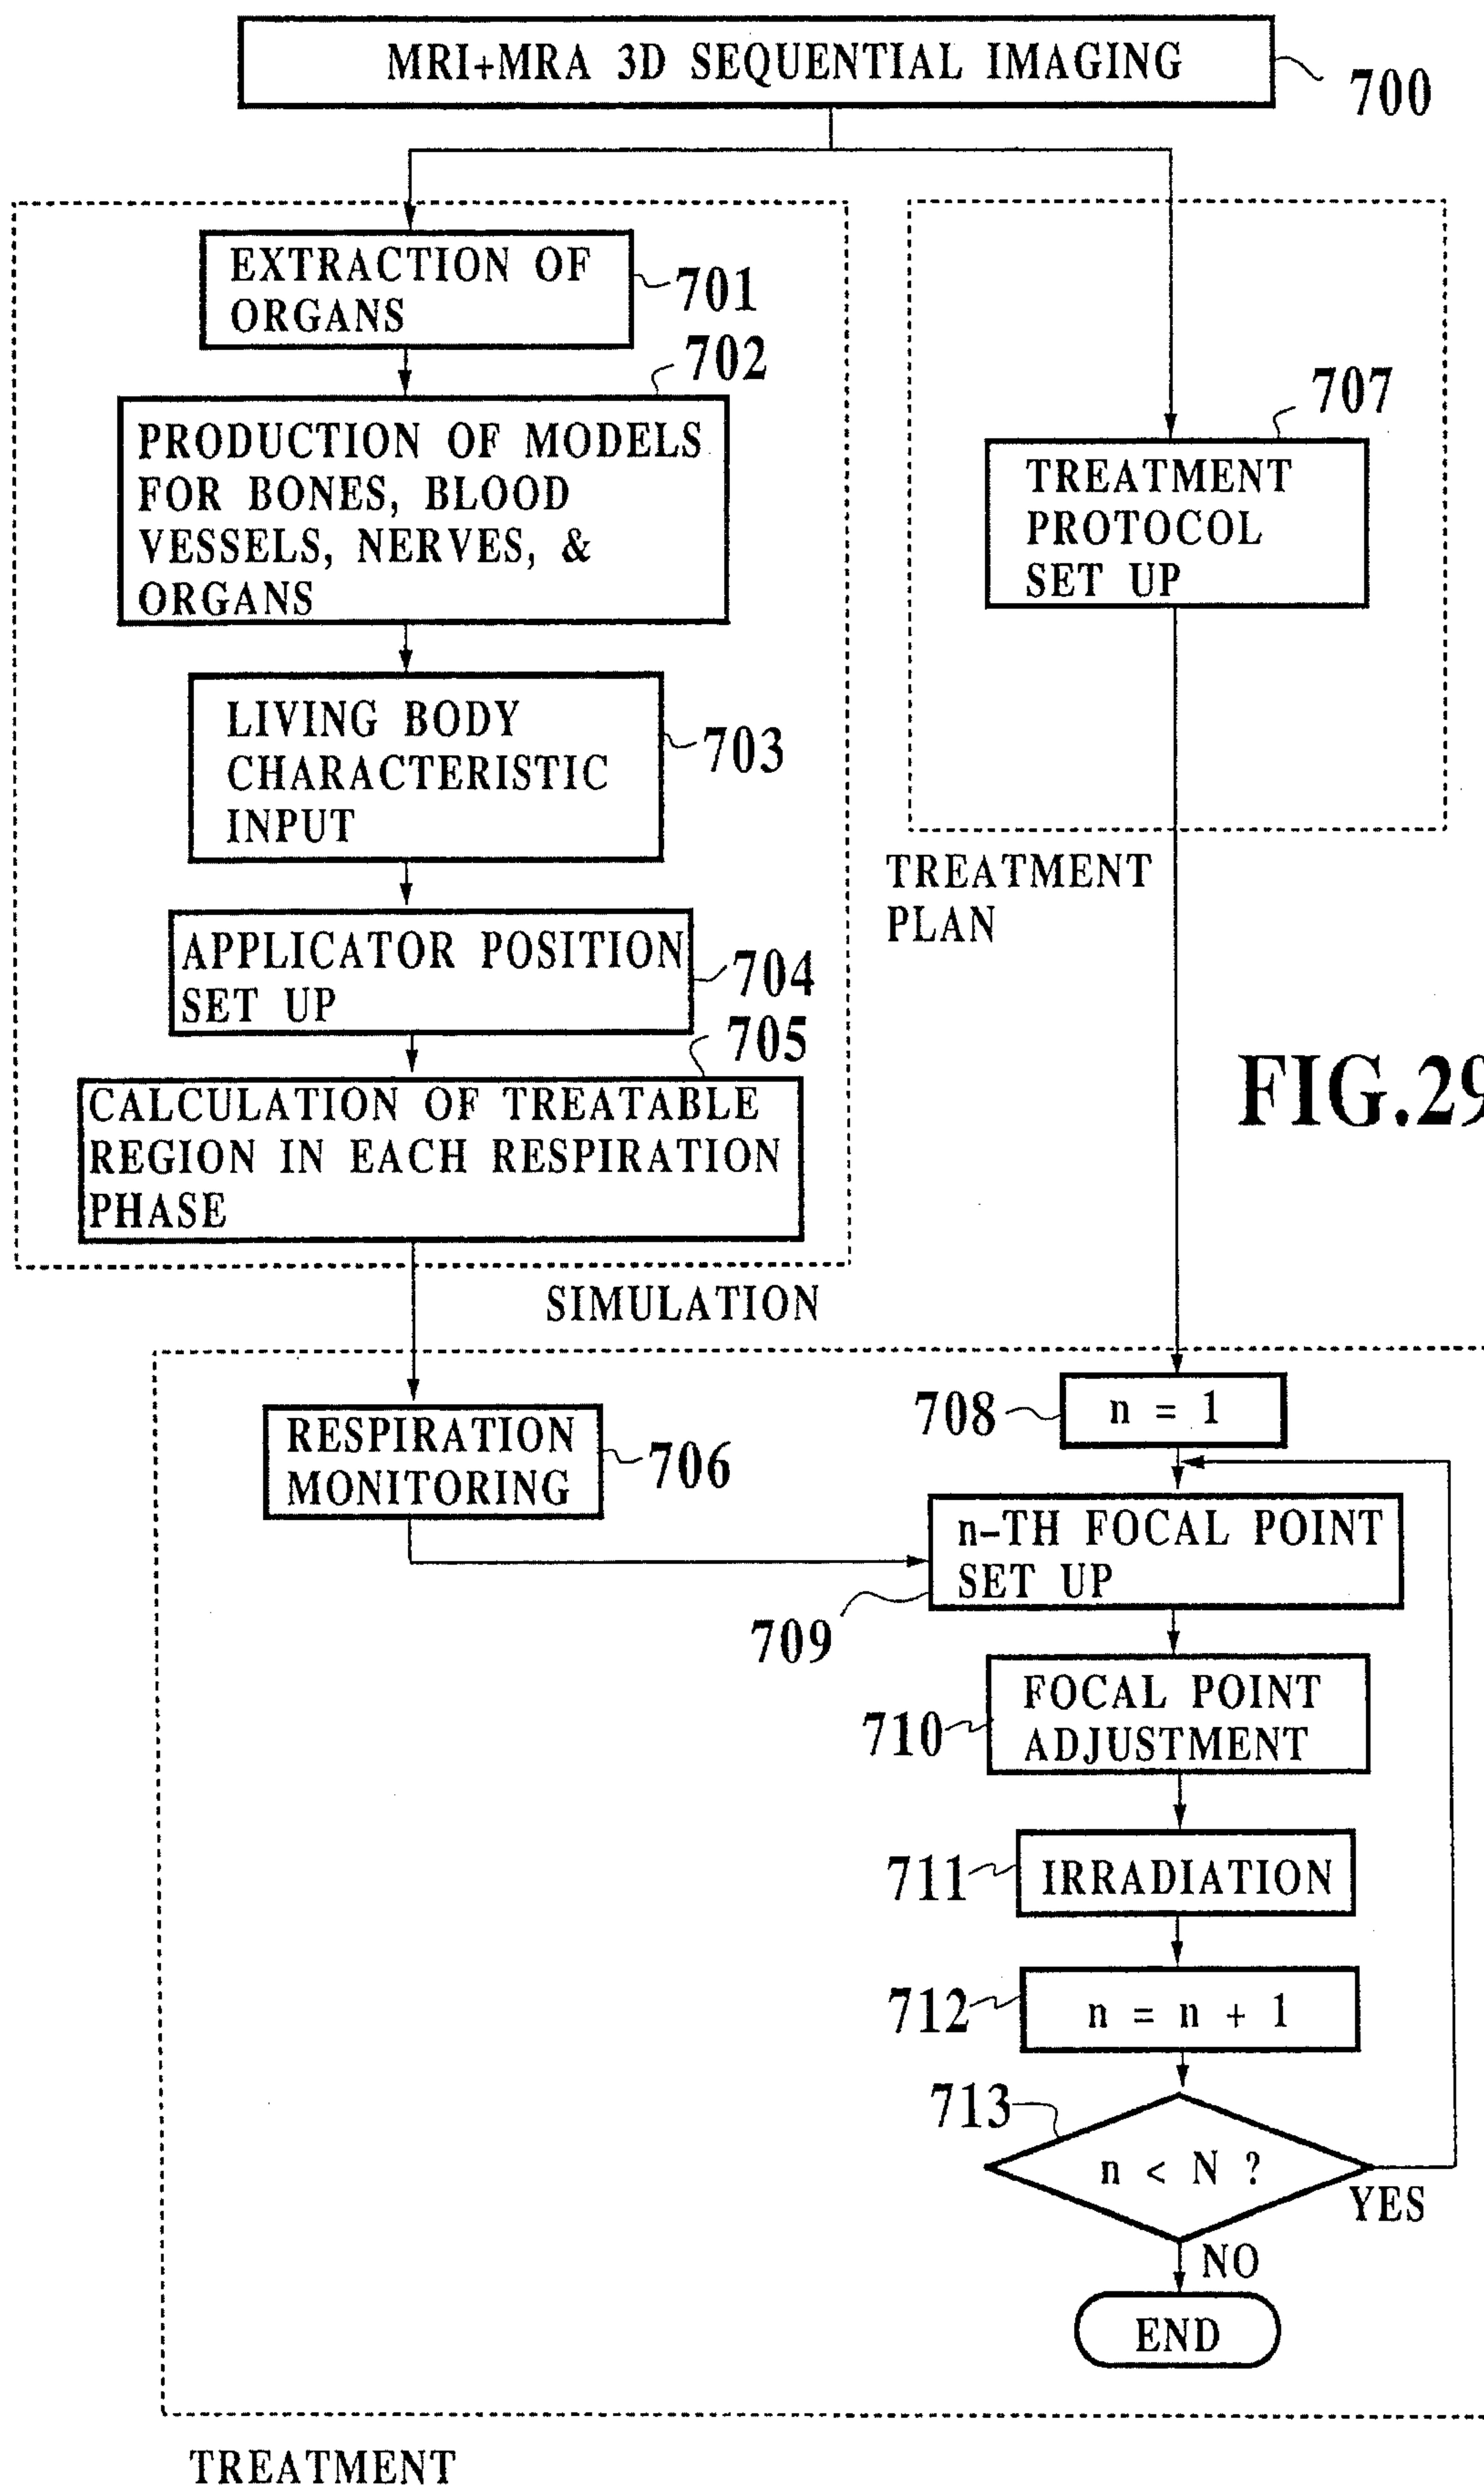 MRI+MRA 3D SEQUENTIAL IMAGING
700
EXTRACTION OF
ORGANS
701
702
PRODUCTION OF MODELS
FOR BONES, BLOOD
VESSELS, NERVES, &
ORGANS
LIVING BODY
CHARACTERISTIC
INPUT
703
APPLICATOR POSITION
SET UP
704
705
CALCULATION OF TREATABLE
REGION IN EACH RESPIRATION
PHASE
SIMULATION
707
TREATMENT
PROTOCOL
SET UP
TREATMENT
PLAN
FIG.29
RESPIRATION
MONITORING
706
708
n = 1
n-TH FOCAL POINT
SET UP
709
FOCAL POINT
ADJUSTMENT
710
711
IRRADIATION
712
n = n + 1
713
n < N ?
YES
NO
END
TREATMENT